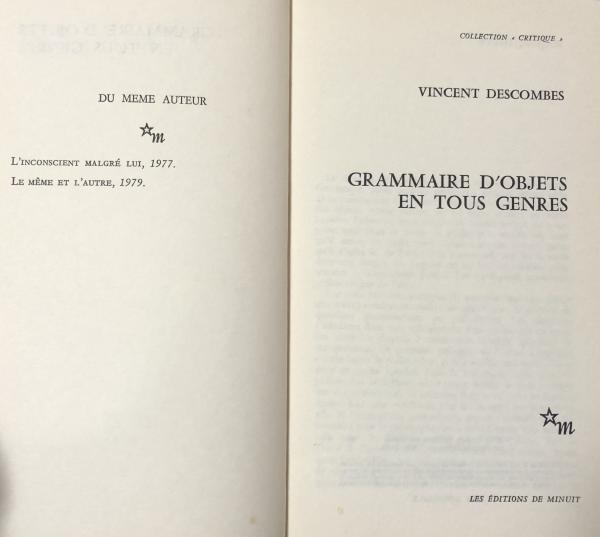 DU MEME AUTEUR
m
L'INCONSCIENT MALGRÉ LUI, 1977.
LE MÊME ET L'AUTRE, 1979.
COLLECTION « CRITIQUE »
VINCENT DESCOMBES
GRAMMAIRE D'OBJETS
EN TOUS GENRES
m
LES ÉDITIONS DE MINUIT